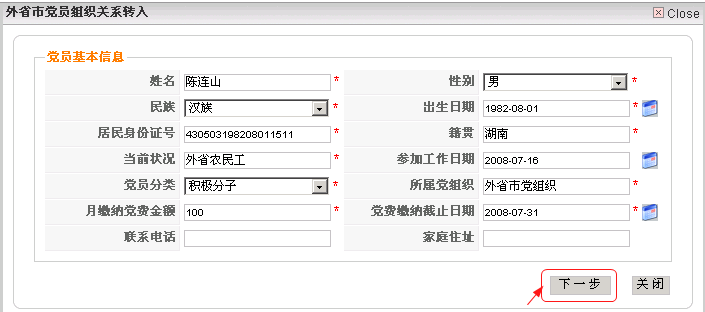 外省市党员组织关系转入 Close
党员基本信息
姓名 陈连山 * 性别 男 *
民族 汉族 * 出生日期 1982-08-01 *
居民身份证号 430503198208011511 * 籍贯 湖南 *
当前状况 外省农民工 * 参加工作日期 2008-07-16 *
党员分类 积极分子 * 所属党组织 外省市党组织 *
月缴纳党费金额 100 * 党费缴纳截止日期 2008-07-31 *
联系电话 家庭住址
下一步 关闭